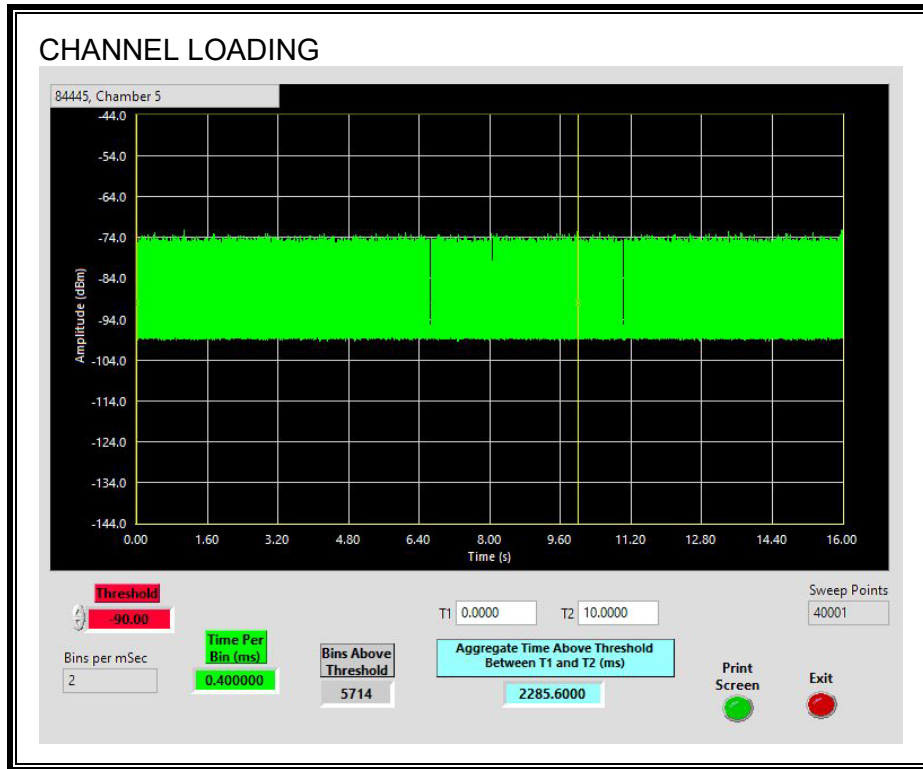 CHANNEL LOADING
84445, Chamber 5
-44.0
-54.0
-64.0
-74.0
-84.0
-94.0
-104.0
-114.0
-124.0
-134.0
-144.0
Amplitude (dBm)
0.00 1.60 3.20 4.80 6.40 8.00 9.60 11.20 12.80 14.40 16.00
Time (s)
Threshold
-90.00
T1 0.0000 T2 10.0000
Sweep Points
40001
Bins per mSec
2
Time Per
Bin (ms)
0.400000
Bins Above
Threshold
5714
Aggregate Time Above Threshold
Between T1 and T2 (ms)
2285.6000
Print
Screen
Exit